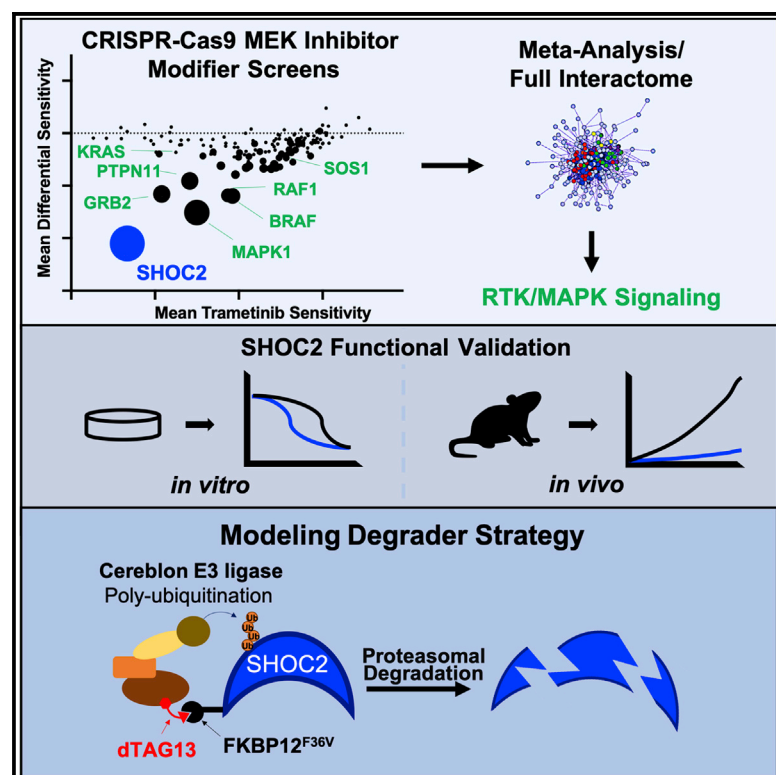 CRISPR-Cas9 MEK Inhibitor
Modifier Screens
Mean Differential Sensitivity
KRAS
PTPN11
GRB2
SOS1
RAF1
BRAF
MAPK1
SHOC2
Mean Trametinib Sensitivity
Meta-Analysis/
Full Interactome
RTK/MAPK Signaling
SHOC2 Functional Validation
in vitro
in vivo
Modeling Degrader Strategy
Cereblon E3 ligase
Poly-ubiquitination
Ub
Ub
Ub
Ub
SHOC2
Proteasomal
Degradation
dTAG13
FKBP12F36V